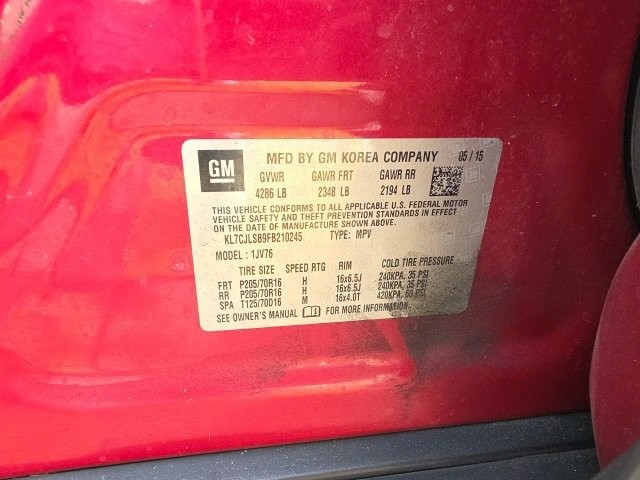 GM
MFD BY GM KOREA COMPANY 05 / 15
GVWR GAWR FRT GAWR RR
4286 LB 2348 LB 2194 LB
THIS VEHICLE CONFORMS TO ALL APPLICABLE U.S. FEDERAL MOTOR
VEHICLE SAFETY AND THEFT PREVENTION STANDARDS IN EFFECT
ON THE DATE OF MANUFACTURE SHOWN ABOVE.
KL7CJLSB9FB210245 TYPE: MPV
MODEL : 1JV76
TIRE SIZE SPEED RTG RIM COLD TIRE PRESSURE
FRT P205/70R16 H 16x6.5J 240KPA, 35 PSI
RR P205/70R16 H 16x6.5J 240KPA, 35 PSI
SPA T125/70D16 M 16x4.0T 420KPA, 60 PSI
SEE OWNER'S MANUAL FOR MORE INFORMATION.